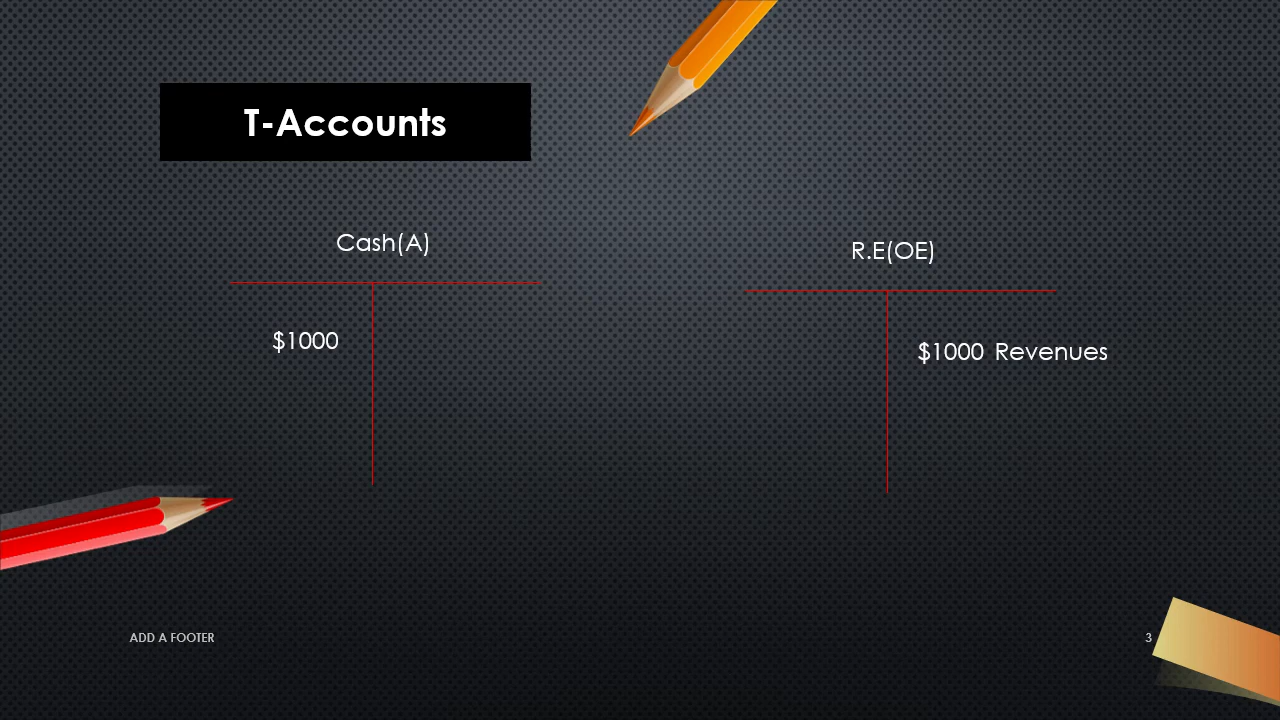 T-Accounts
Cash(A)
R.E(OE)
$1000
$1000 Revenues
ADD A FOOTER
3